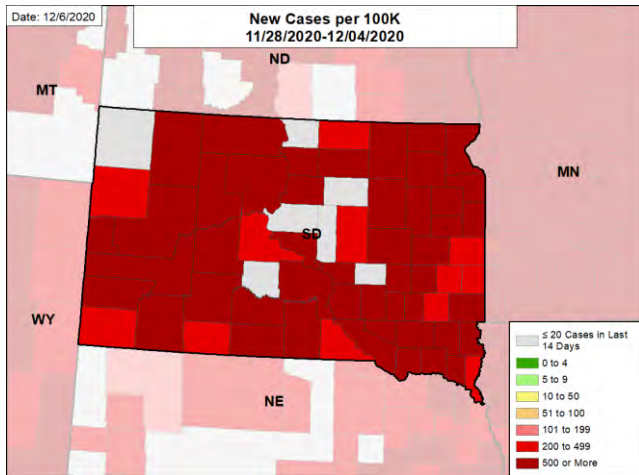 Date: 12/6/2020
New Cases per 100K
11/28/2020-12/04/2020
ND
MT
MN
SD
WY
NE
≤ 20 Cases in Last
14 Days
0 to 4
5 to 9
10 to 50
51 to 100
101 to 199
200 to 499
500 or More